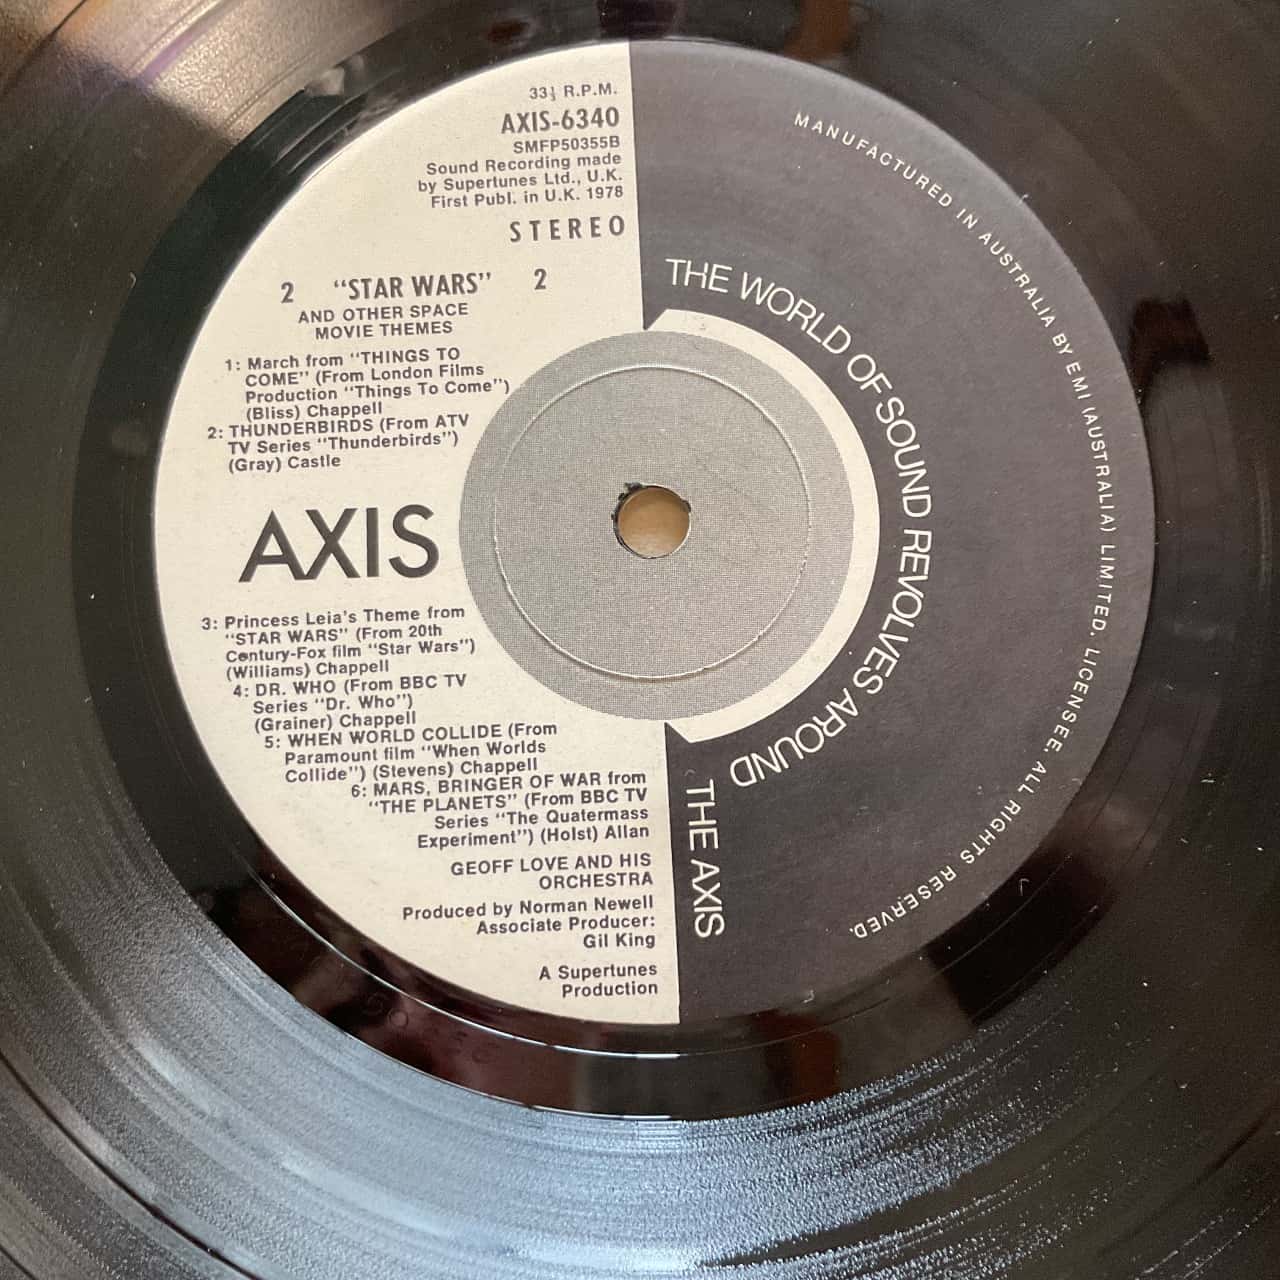 33⅓ R.P.M.
AXIS-6340
SMFP50355B
Sound Recording made
by Supertunes Ltd., U.K.
First Publ. in U.K. 1978
STEREO
2 "STAR WARS" 2
AND OTHER SPACE
MOVIE THEMES
1: March from "THINGS TO
COME" (From London Films
Production "Things To Come")
(Bliss) Chappell
2: THUNDERBIRDS (From ATV
TV Series "Thunderbirds")
(Gray) Castle
AXIS
3: Princess Leia's Theme from
"STAR WARS" (From 20th
Century-Fox film "Star Wars")
(Williams) Chappell
4: DR. WHO (From BBC TV
Series "Dr. Who")
(Grainer) Chappell
5: WHEN WORLD COLLIDE (From
Paramount film "When Worlds
Collide") (Stevens) Chappell
6: MARS, BRINGER OF WAR from
"THE PLANETS" (From BBC TV
Series "The Quatermass
Experiment") (Holst) Allan
GEOFF LOVE AND HIS
ORCHESTRA
Produced by Norman Newell
Associate Producer:
Gil King
A Supertunes
Production
THE WORLD OF SOUND REVOLVES AROUND
THE AXIS
MANUFACTURED IN AUSTRALIA BY EMI (AUSTRALIA) LIMITED. LICENSEE. ALL RIGHTS RESERVED.